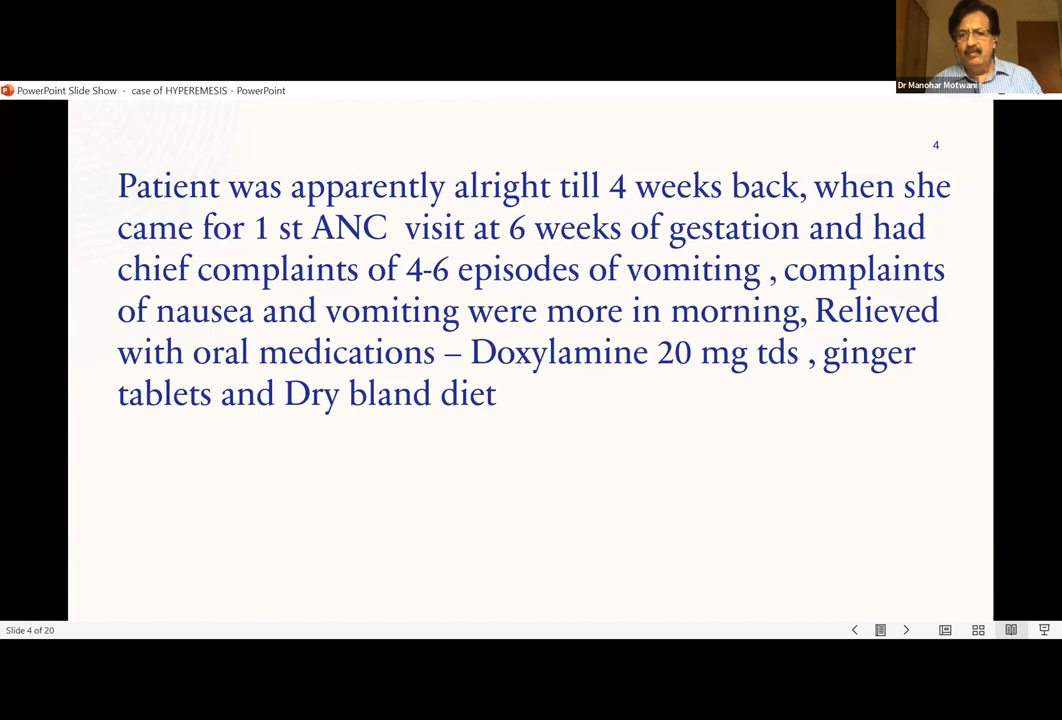 Dr Manohar Motwani
PowerPoint Slide Show - case of HYPEREMESIS - PowerPoint
4
Patient was apparently alright till 4 weeks back, when she
came for 1 st ANC visit at 6 weeks of gestation and had
chief complaints of 4-6 episodes of vomiting , complaints
of nausea and vomiting were more in morning, Relieved
with oral medications – Doxylamine 20 mg tds , ginger
tablets and Dry bland diet
Slide 4 of 20